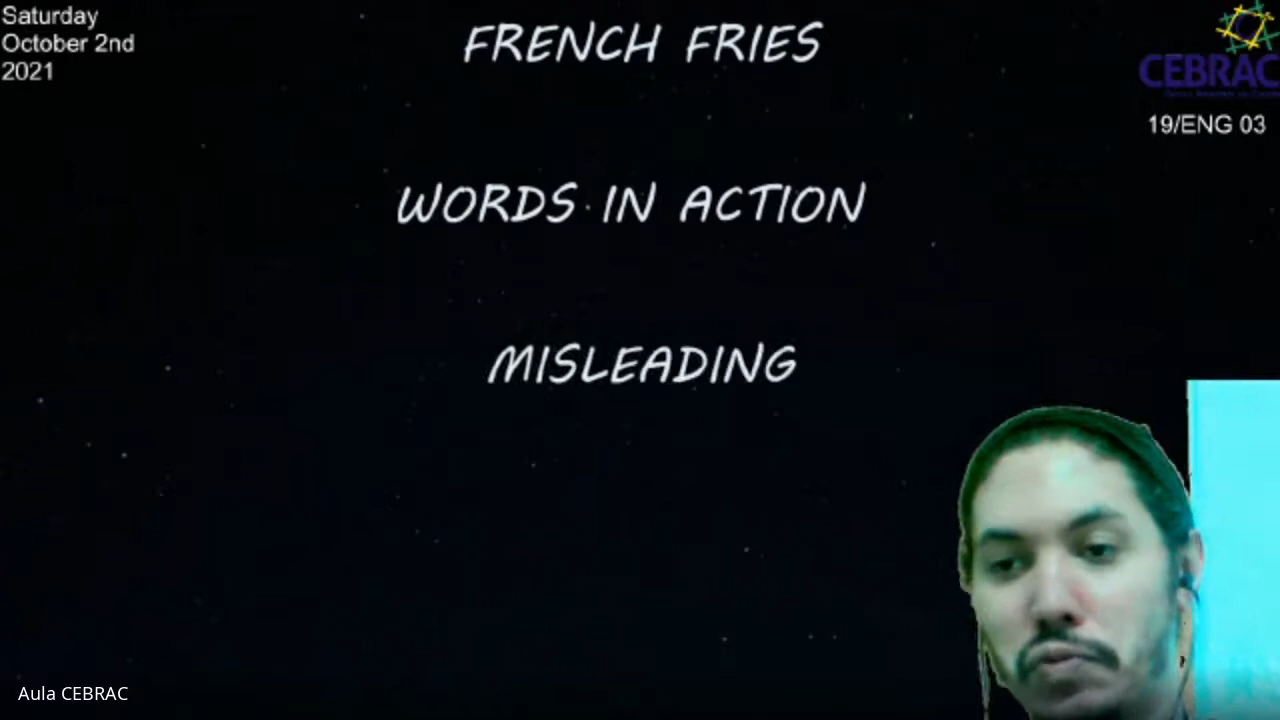 Saturday
October 2nd
2021
FRENCH FRIES
CEBRAC
19/ENG 03
WORDS IN ACTION
MISLEADING
Aula CEBRAC